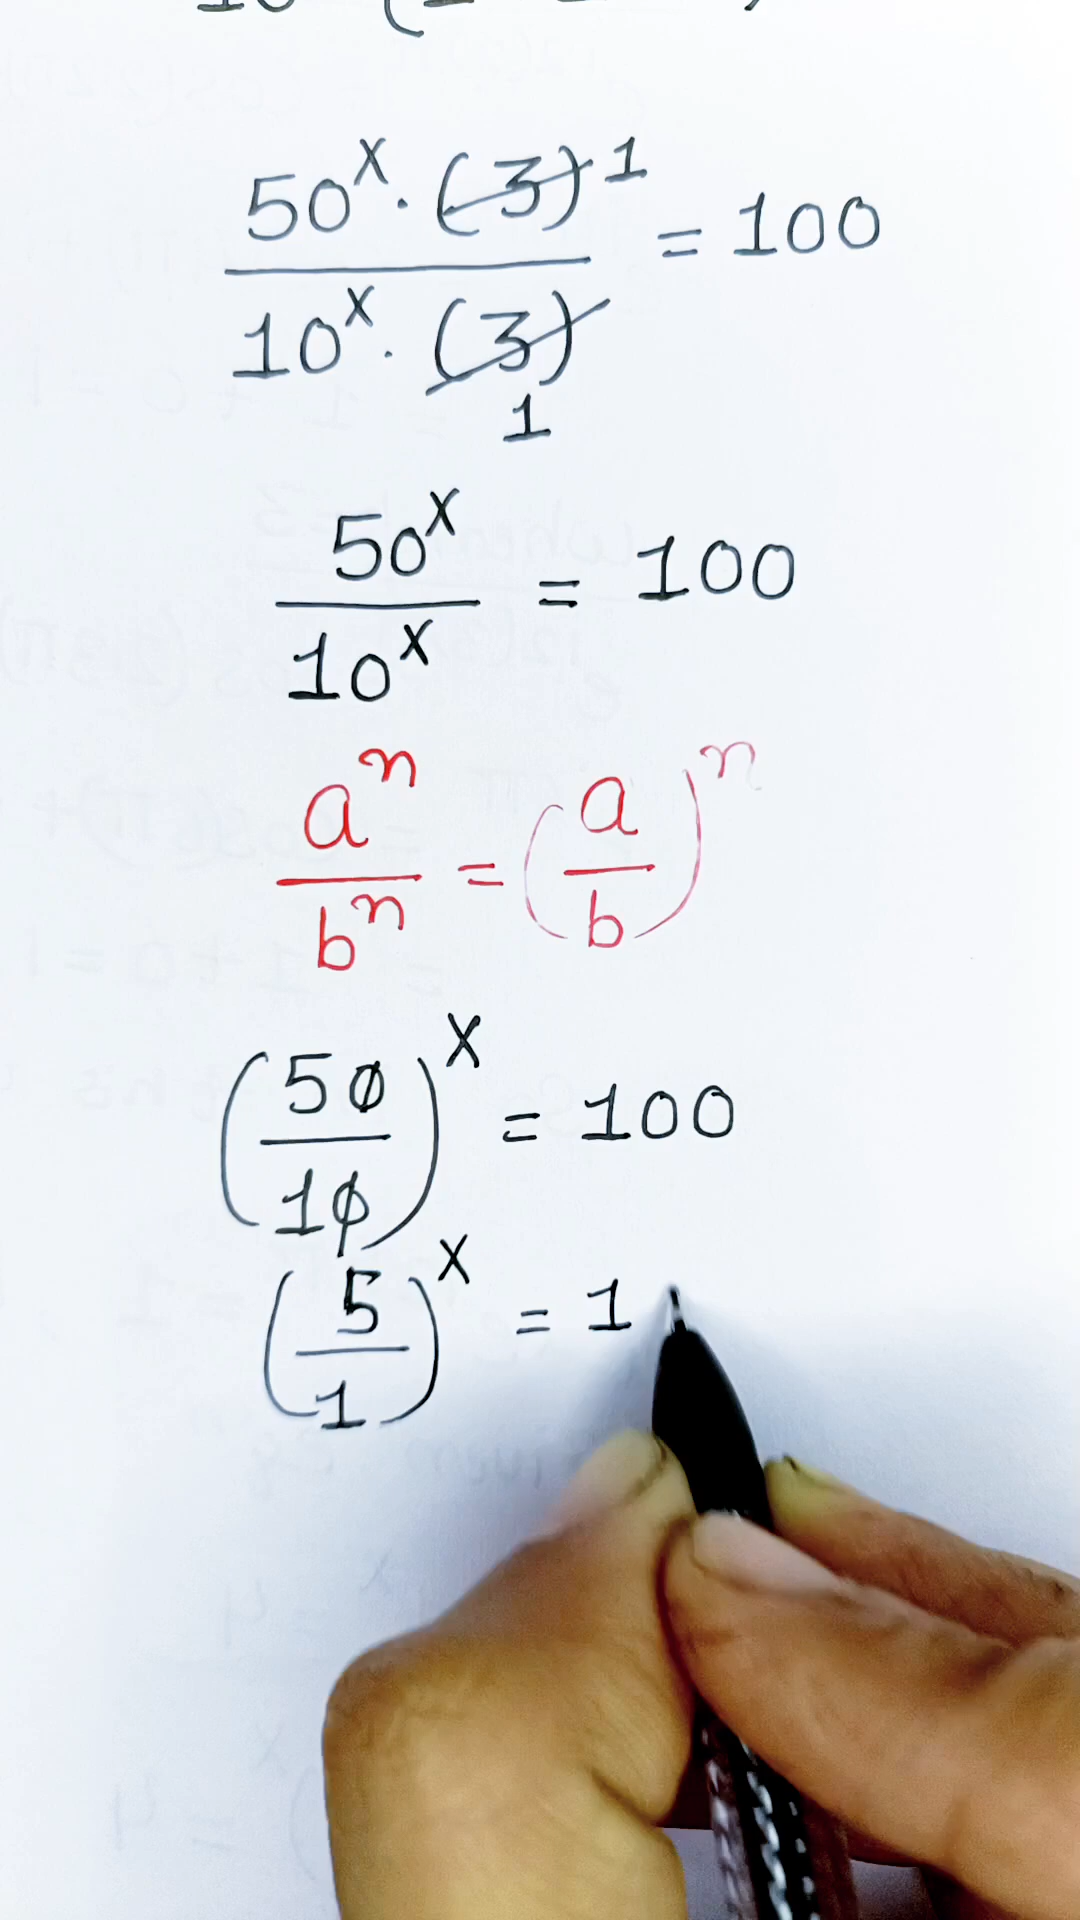 50^x · (3) 1
———— = 100
10^x · (3)
1
50^x
———— = 100
10^x
a^n / b^n = (a/b)^n
(50/10)^x = 100
(5/1)^x = 1